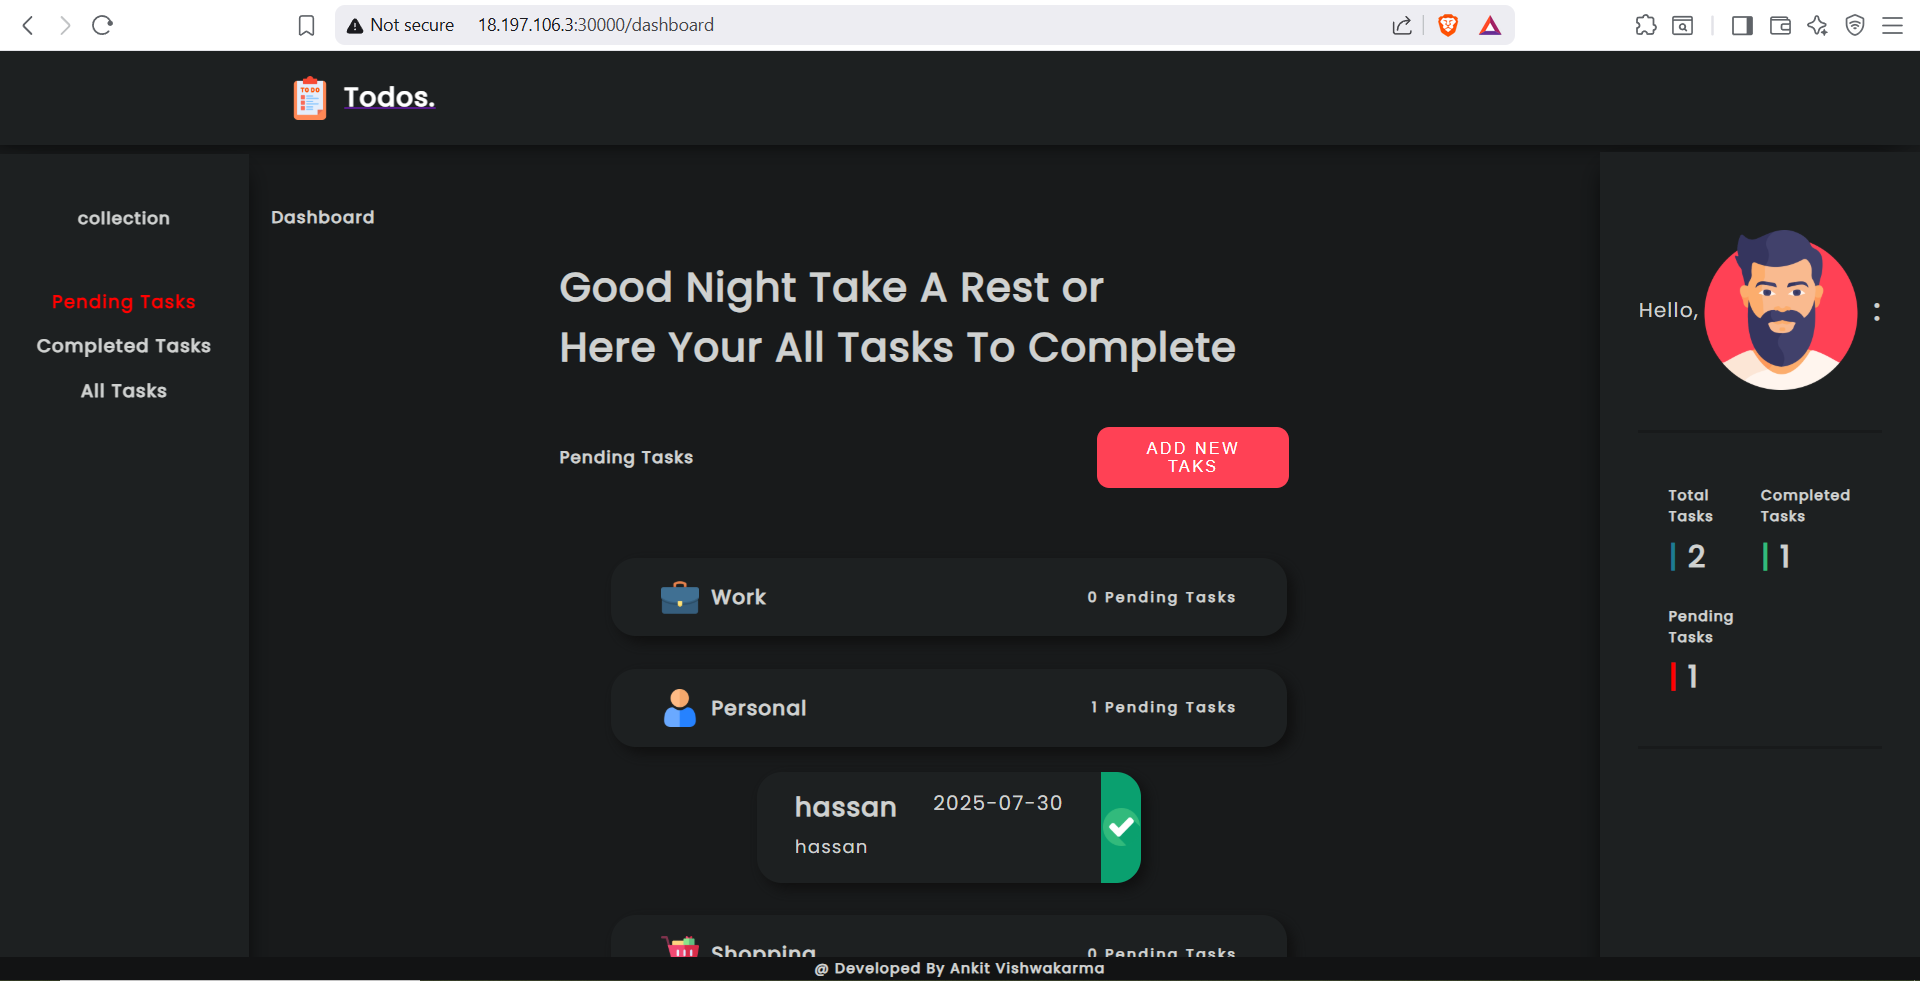 Not secure 18.197.106.3:30000/dashboard
TO DO
Todos.
collection
Pending Tasks
Completed Tasks
All Tasks
Dashboard
Good Night Take A Rest or
Here Your All Tasks To Complete
Pending Tasks
ADD NEW
TAKS
Work 0 Pending Tasks
Personal 1 Pending Tasks
hassan 2025-07-30
hassan
Shopping 0 Pending Tasks
Hello,
Total
Tasks
2
Completed
Tasks
1
Pending
Tasks
1
@ Developed By Ankit Vishwakarma